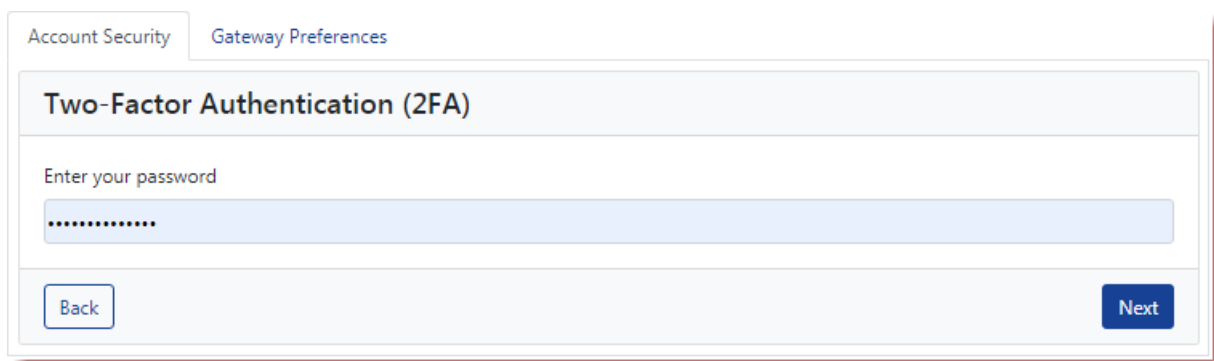 Account Security Gateway Preferences
Two-Factor Authentication (2FA)
Enter your password
••••••••••••••
Back Next